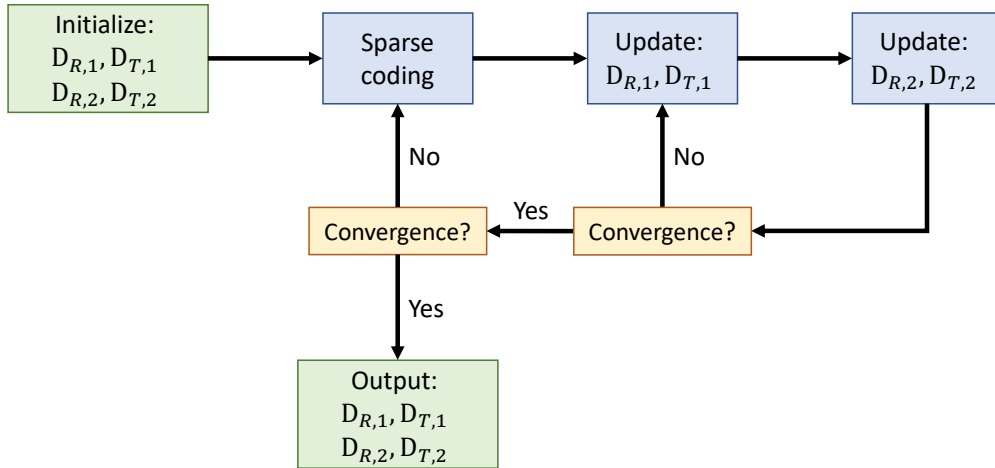 Initialize:
D_{R,1}, D_{T,1}
D_{R,2}, D_{T,2}
Sparse
coding
Update:
D_{R,1}, D_{T,1}
Update:
D_{R,2}, D_{T,2}
No
No
Convergence?
Yes
Convergence?
Yes
Output:
D_{R,1}, D_{T,1}
D_{R,2}, D_{T,2}